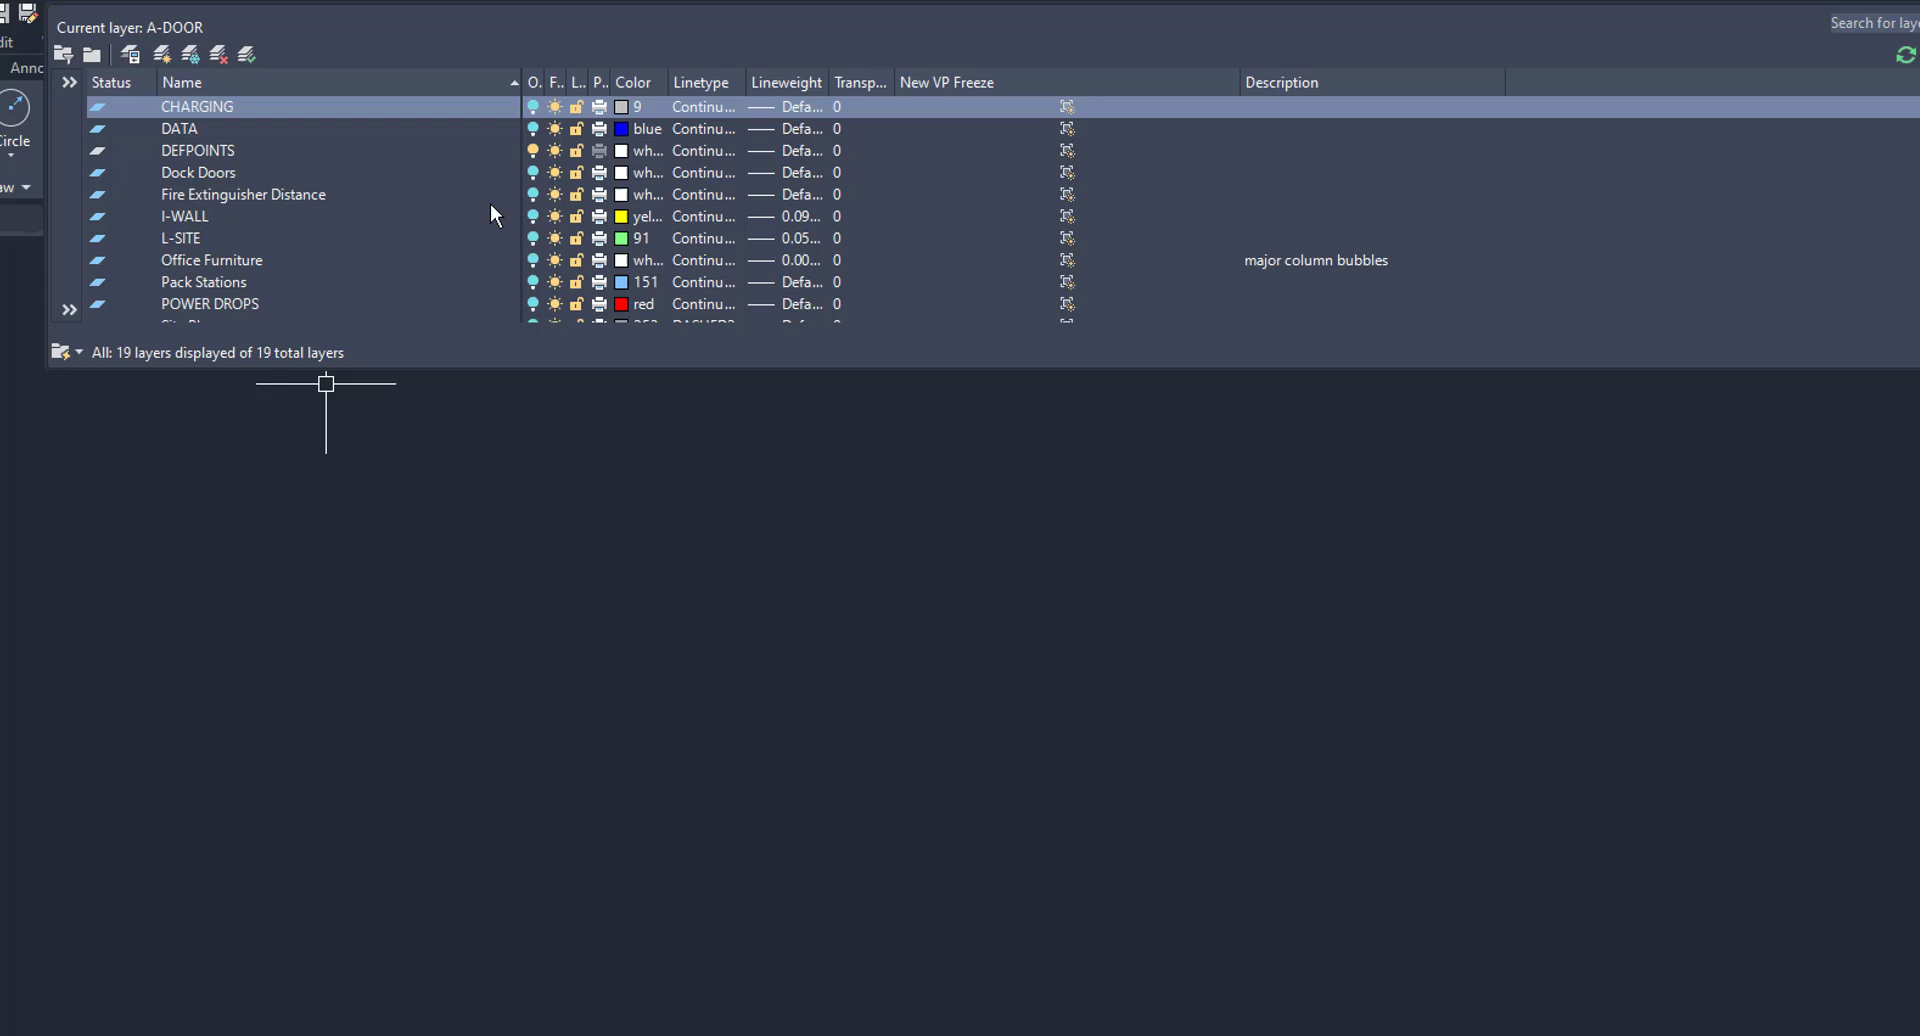 Current layer: A-DOOR
Search for laye
dit
Anno
Status Name O. F.. L.. P.. Color Linetype Lineweight Transp... New VP Freeze Description
CHARGING 9 Continu... Defa... 0
DATA blue Continu... Defa... 0
DEFPOINTS wh... Continu... Defa... 0
Circle
Dock Doors wh... Continu... Defa... 0
aw
Fire Extinguisher Distance wh... Continu... Defa... 0
I-WALL yel... Continu... 0.09... 0
L-SITE 91 Continu... 0.05... 0
Office Furniture wh... Continu... 0.00... 0 major column bubbles
Pack Stations 151 Continu... Defa... 0
POWER DROPS red Continu... Defa... 0
All: 19 layers displayed of 19 total layers